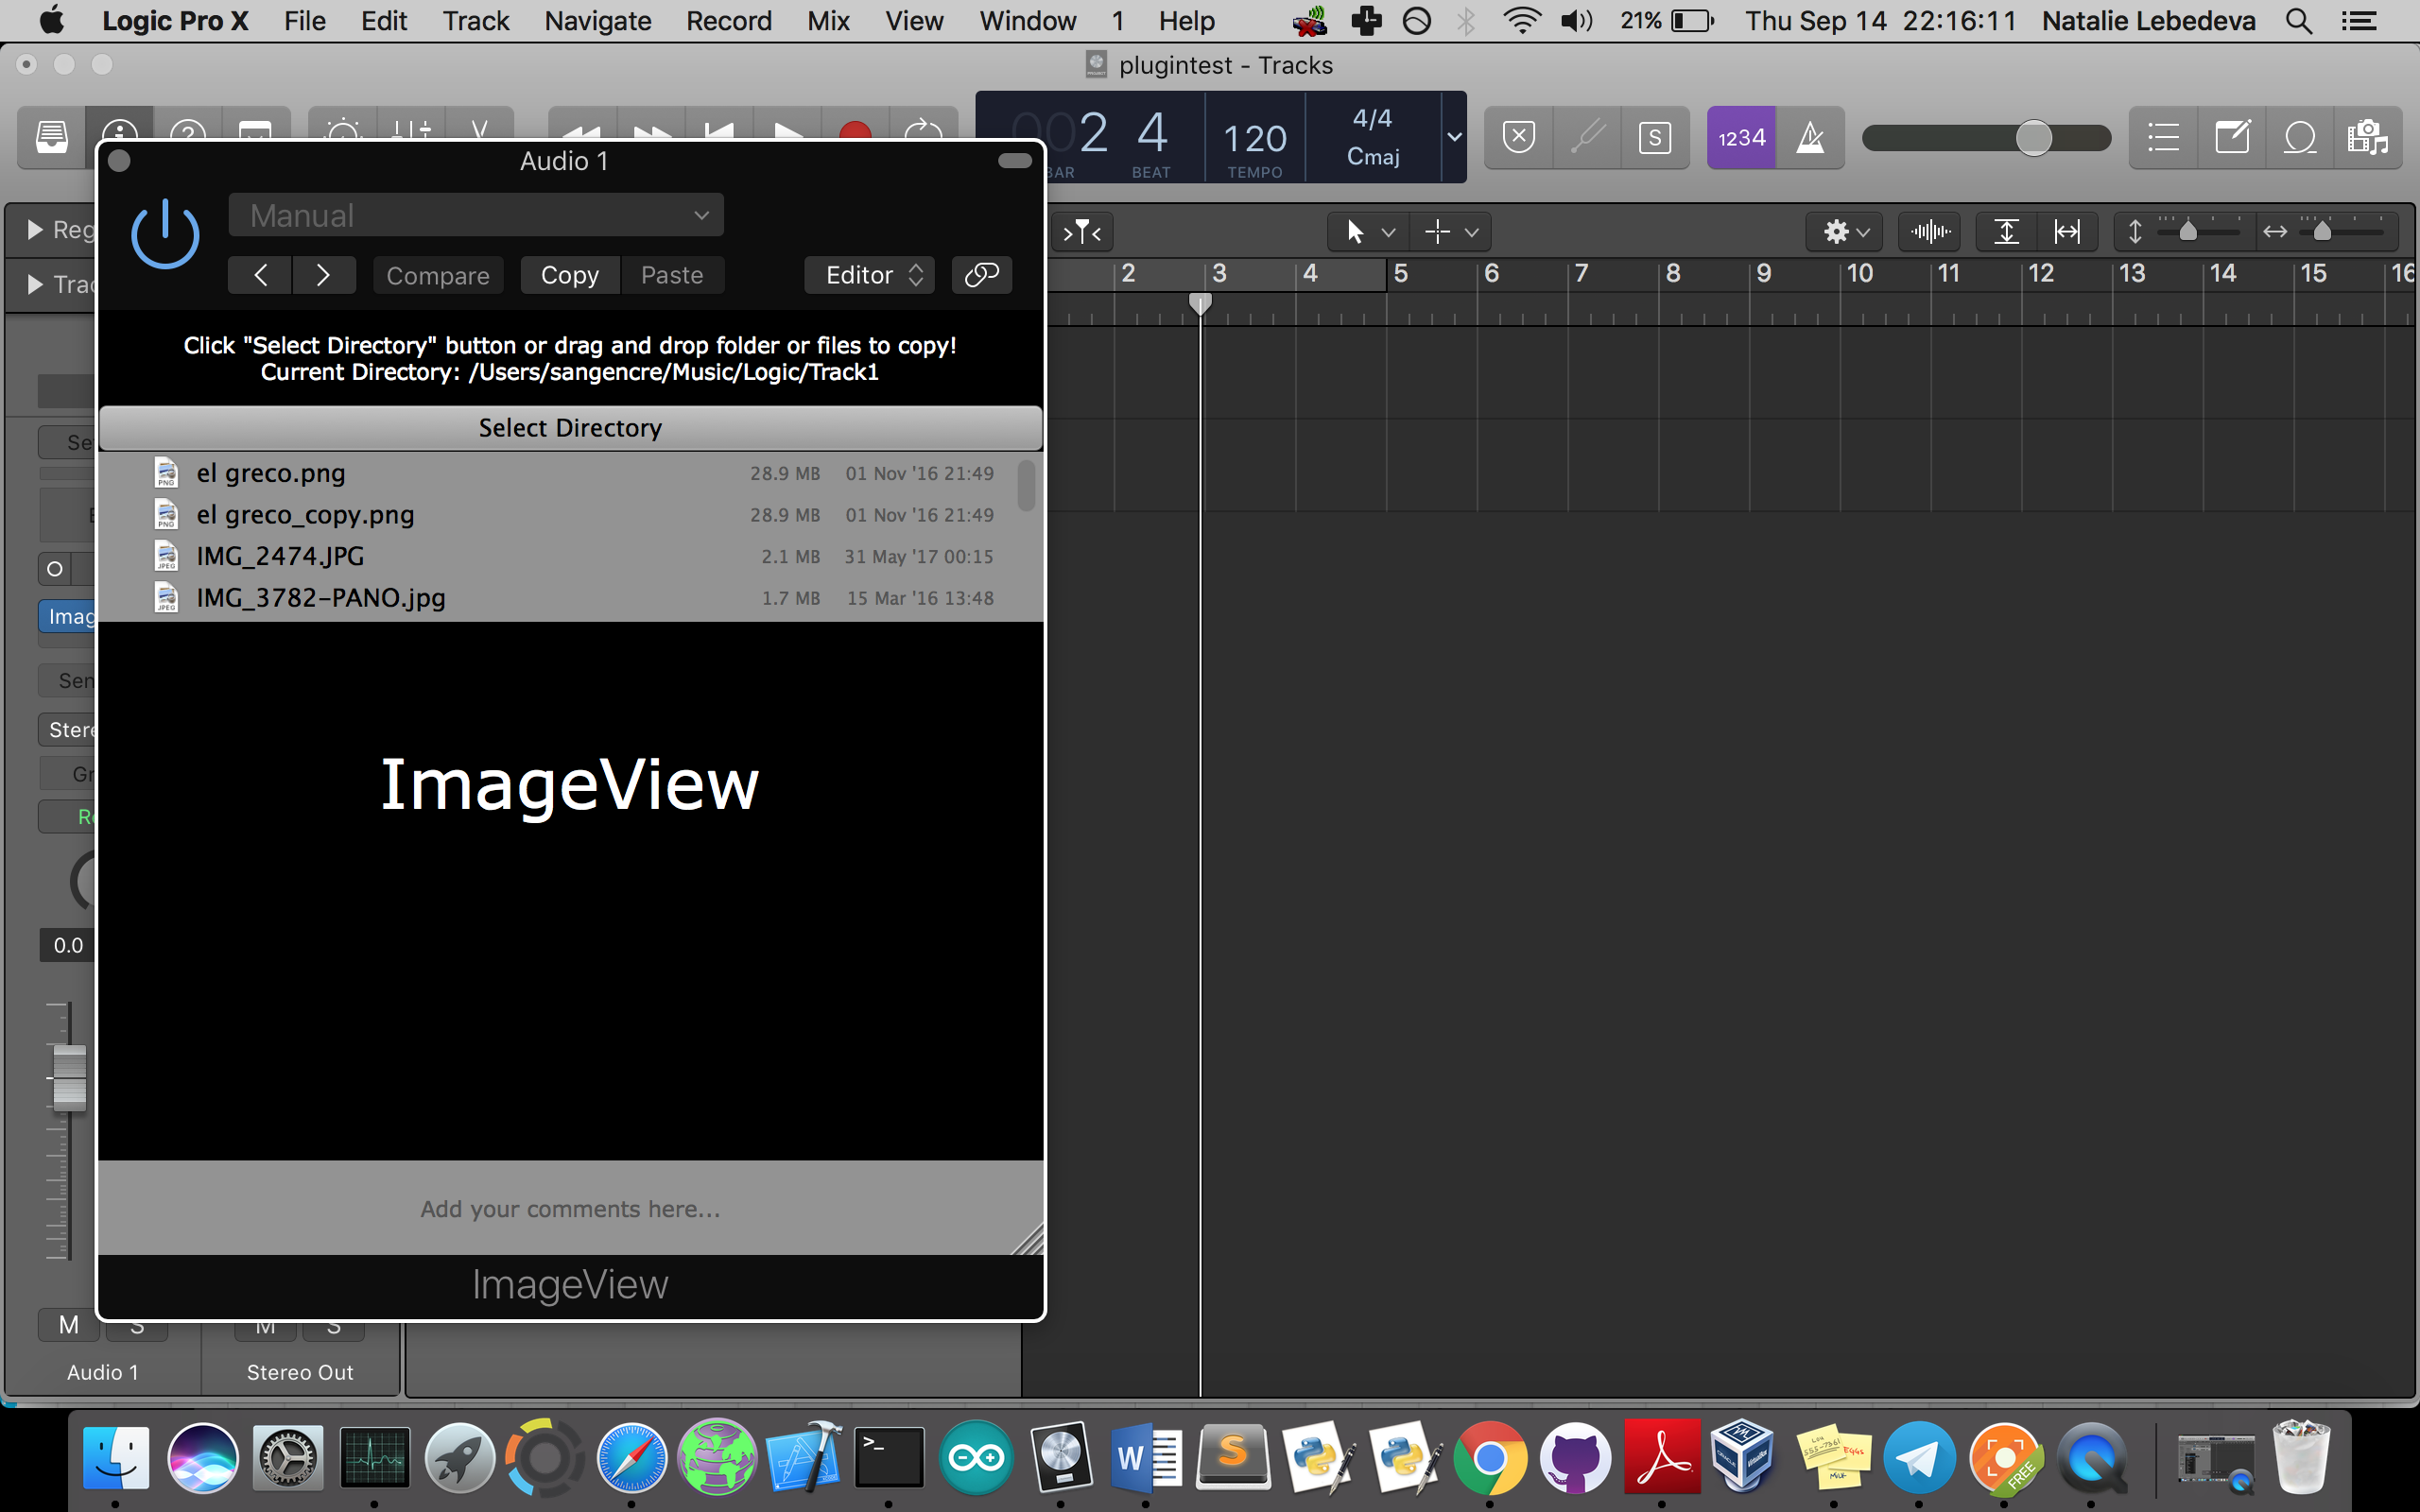 Logic Pro X File Edit Track Navigate Record Mix View Window 1 Help 21% Thu Sep 14 22:16:11 Natalie Lebedeva
plugintest - Tracks
002 4 120 4/4
Cmaj
BAR BEAT TEMPO
S
1234
Audio 1
Manual
Compare Copy Paste Editor
Click "Select Directory" button or drag and drop folder or files to copy!
Current Directory: /Users/sangencre/Music/Logic/Track1
Select Directory
el greco.png 28.9 MB 01 Nov '16 21:49
el greco_copy.png 28.9 MB 01 Nov '16 21:49
IMG_2474.JPG 2.1 MB 31 May '17 00:15
IMG_3782-PANO.jpg 1.7 MB 15 Mar '16 13:48
ImageView
Add your comments here...
ImageView
Reg
Trac
Se
E
Imag
Sen
Stere
Gr
R
0.0
M S M S
Audio 1 Stereo Out
2 3 4 5 6 7 8 9 10 11 12 13 14 15 16
W
S
FREE